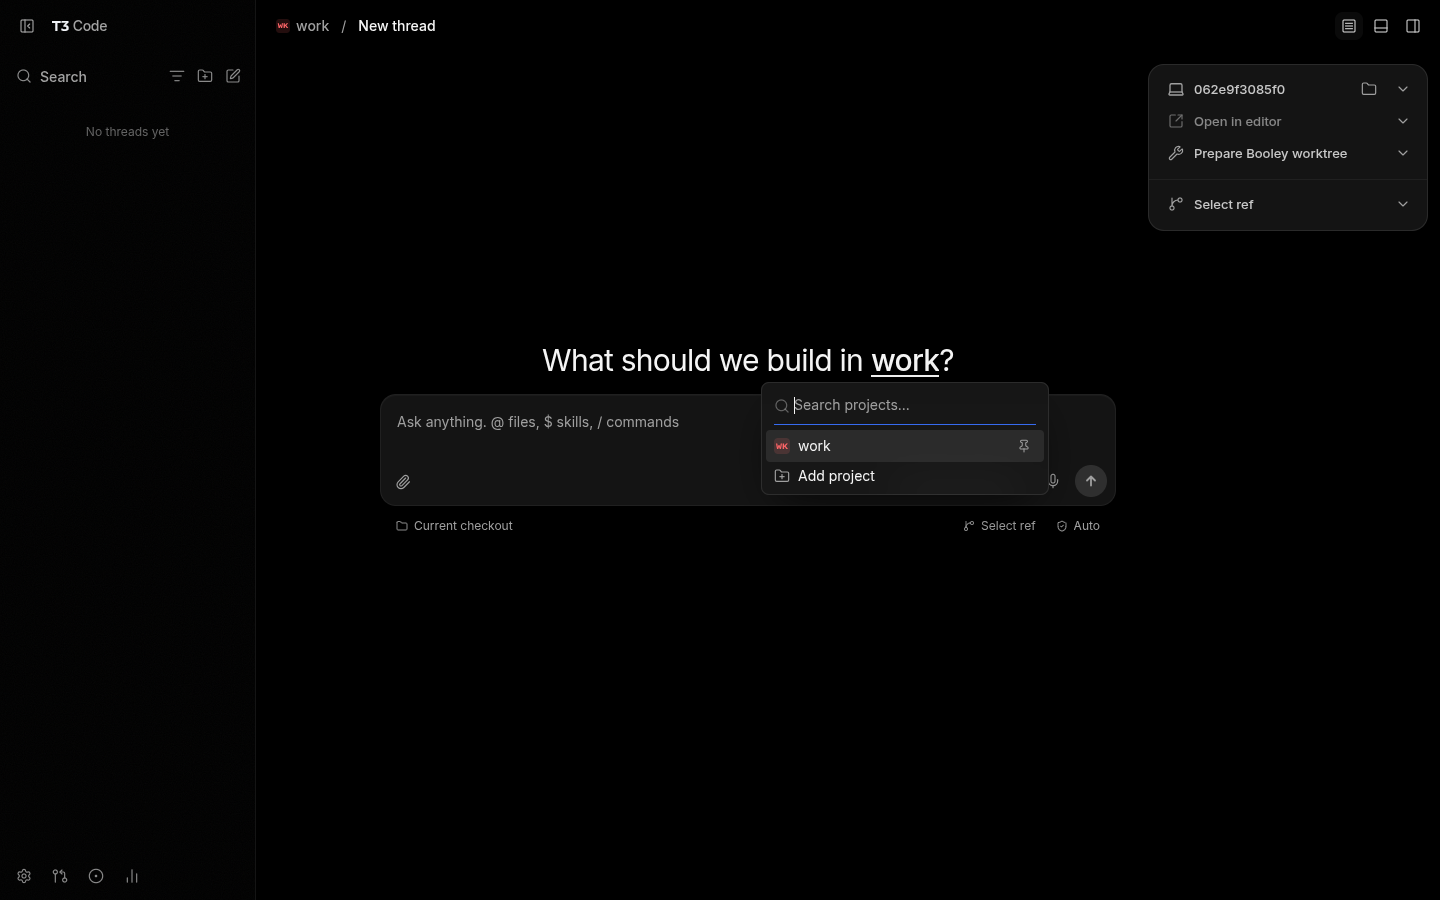 T3 Code
WK work / New thread
Search
No threads yet
062e9f3085f0
Open in editor
Prepare Booley worktree
Select ref
What should we build in work?
Search projects...
Ask anything. @ files, $ skills, / commands
WK work
Add project
Current checkout
Select ref
Auto